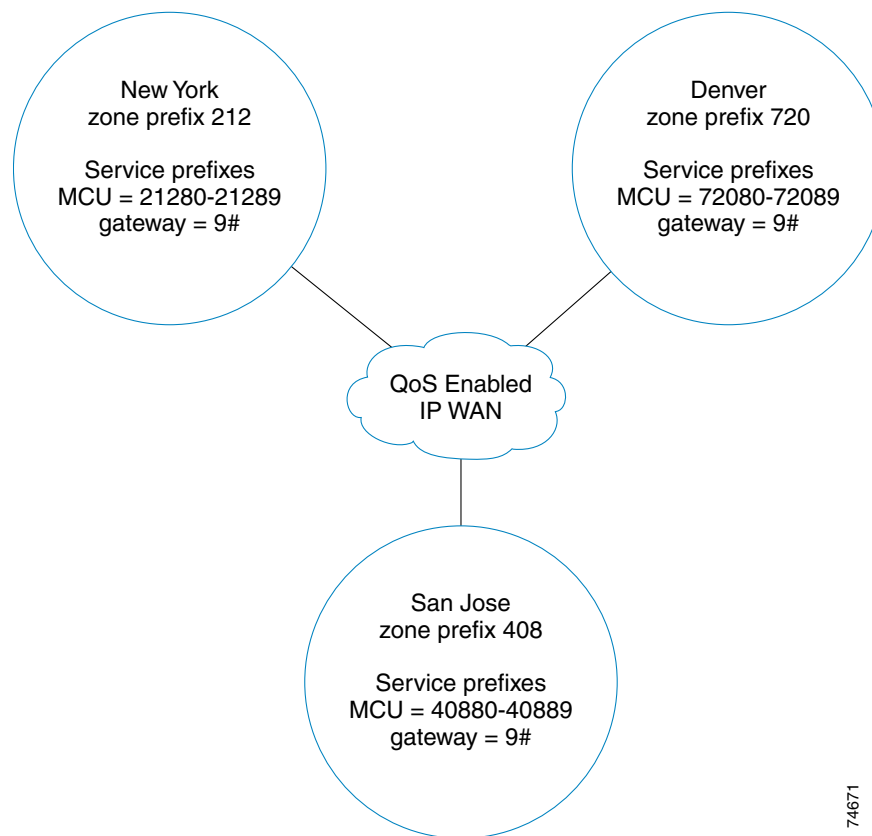 New York
zone prefix 212
Service prefixes
MCU = 21280-21289
gateway = 9#
Denver
zone prefix 720
Service prefixes
MCU = 72080-72089
gateway = 9#
QoS Enabled
IP WAN
San Jose
zone prefix 408
Service prefixes
MCU = 40880-40889
gateway = 9#
74671